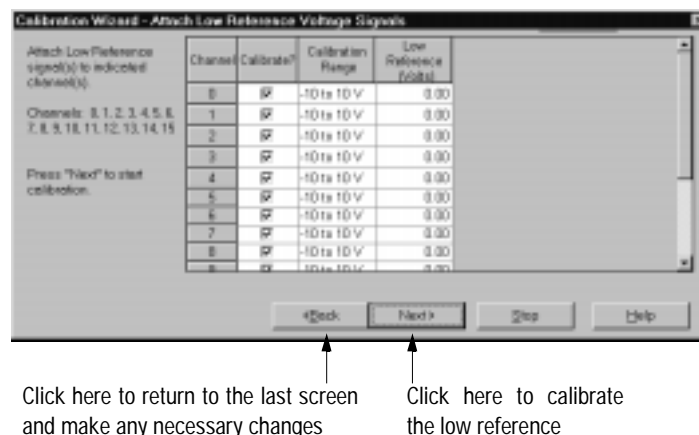 Calibration Wizard - Attach Low Reference Voltage Signals
Attach Low Reference
signal(s) to indicated
channel(s).
Channels: 0, 1, 2, 3, 4, 5, 6,
7, 8, 9, 10, 11, 12, 13, 14, 15
Press "Next" to start
calibration.
Channel Calibrate? Calibration Range Low Reference (Volts)
0 -10 to 10 V 0.00
1 -10 to 10 V 0.00
2 -10 to 10 V 0.00
3 -10 to 10 V 0.00
4 -10 to 10 V 0.00
5 -10 to 10 V 0.00
6 -10 to 10 V 0.00
7 -10 to 10 V 0.00
8 -10 to 10 V 0.00
9 -10 to 10 V 0.00
<Back Next> Stop Help
Click here to return to the last screen
and make any necessary changes
Click here to calibrate
the low reference